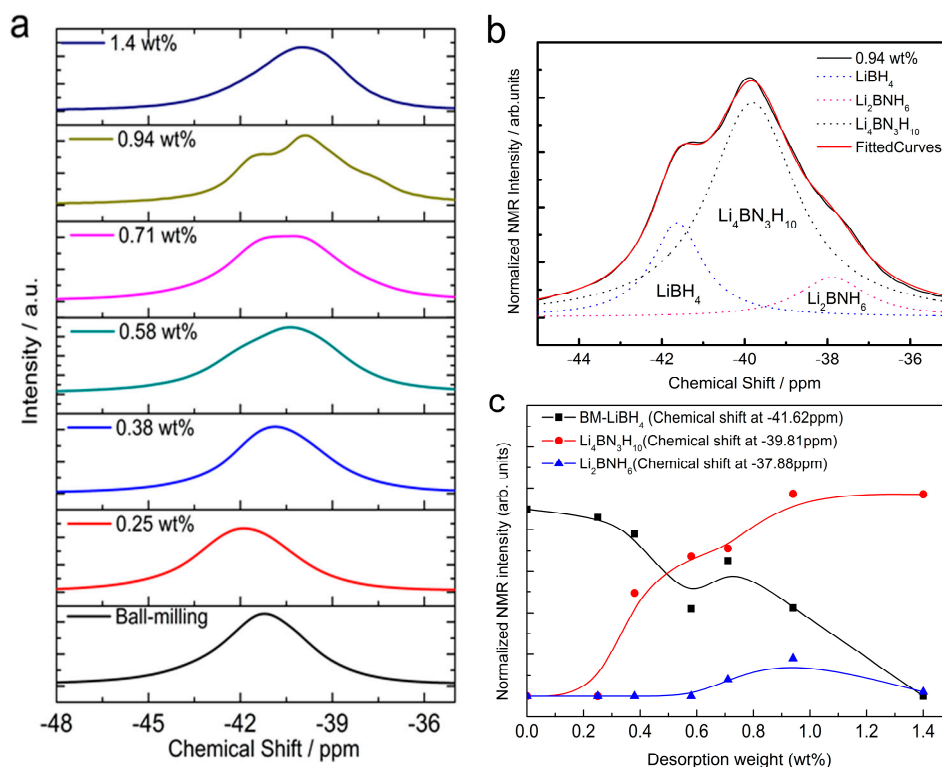 a
1.4 wt%
0.94 wt%
0.71 wt%
0.58 wt%
0.38 wt%
0.25 wt%
Ball-milling
Intensity / a.u.
-48 -45 -42 -39 -36
Chemical Shift / ppm
b
0.94 wt%
LiBH4
Li2BNH6
Li4BN3H10
FittedCurves
Li4BN3H10
LiBH4
Li2BNH6
Normalized NMR Intensity / arb.units
-44 -42 -40 -38 -36
Chemical Shift / ppm
c
BM-LiBH4 (Chemical shift at -41.62ppm)
Li4BN3H10(Chemical shift at -39.81ppm)
Li2BNH6(Chemical shift at -37.88ppm)
Normalized NMR intensity (arb. units)
0.0 0.2 0.4 0.6 0.8 1.0 1.2 1.4
Desorption weight (wt%)